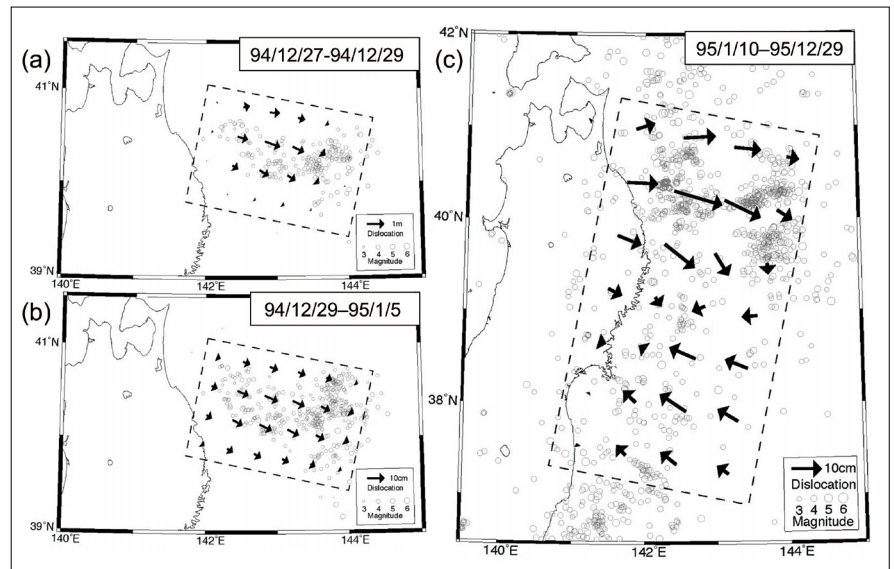 (a)
94/12/27-94/12/29
41°N
39°N
140°E
142°
144°
1m
Dislocation
3 4 5 6
Magnitude
(b)
94/12/29–95/1/5
41°N
39°N
140°E
142°
144°
10cm
Dislocation
3 4 5 6
Magnitude
(c)
95/1/10–95/12/29
42°N
40°N
38°N
140°E
142°E
144°E
10cm
Dislocation
3 4 5 6
Magnitude